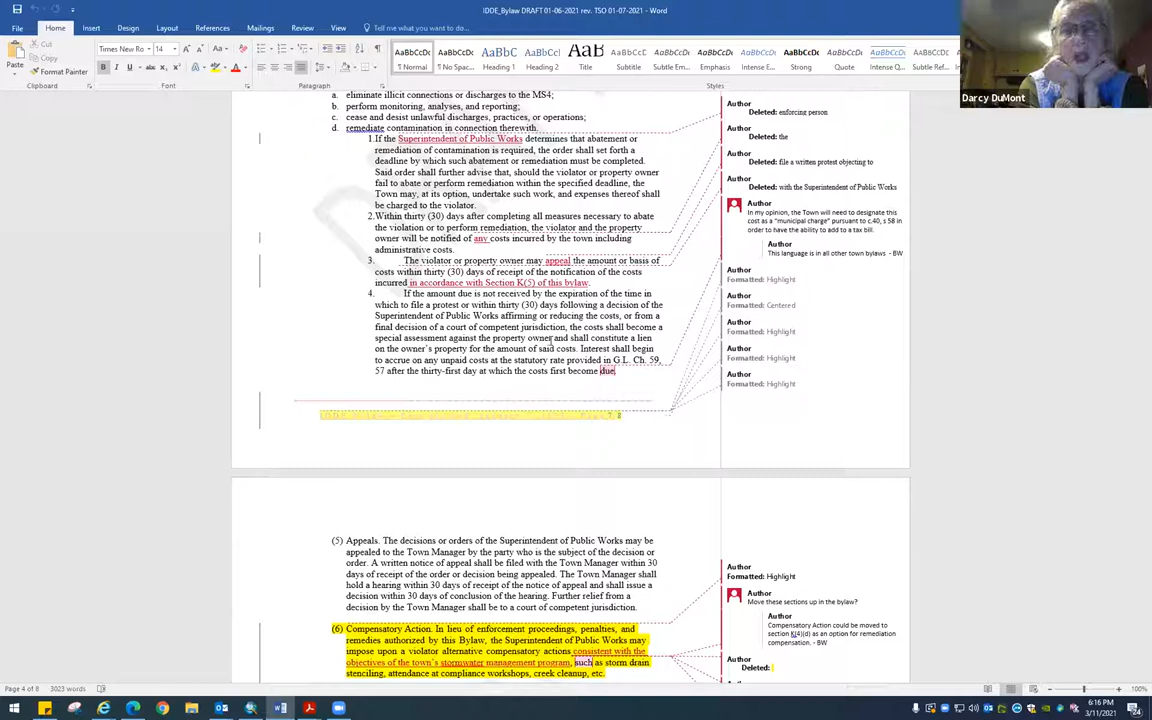 IDDE_Bylaw DRAFT 01-06-2021 rev. TSO 01-07-2021 - Word
File Home Insert Design Layout References Mailings Review View Tell me what you want to do
Cut
Copy
Format Painter
Paste
Clipboard
Times New Ro 14
Font
Paragraph
AaBbCcDc AaBbCcDc AaBbC AaBbCcI AaB AaBbCcD AaBbCcDt AaBbCcDt AaBbCcDt AaBbCcDc AaBbCcDt AaBbCcDt AaBbCcDt
¶ Normal ¶ No Spac... Heading 1 Heading 2 Title Subtitle Subtle Em... Emphasis Intense E... Strong Quote Intense Q... Subtle Ref...
Styles
Darcy DuMont
a. eliminate illicit connections or discharges to the MS4;
b. perform monitoring, analyses, and reporting;
c. cease and desist unlawful discharges, practices, or operations;
d. remediate contamination in connection therewith.
1. If the Superintendent of Public Works determines that abatement or
remediation of contamination is required, the order shall set forth a
deadline by which such abatement or remediation must be completed.
Said order shall further advise that, should the violator or property owner
fail to abate or perform remediation within the specified deadline, the
Town may, at its option, undertake such work, and expenses thereof shall
be charged to the violator.
2. Within thirty (30) days after completing all measures necessary to abate
the violation or to perform remediation, the violator and the property
owner will be notified of any costs incurred by the town including
administrative costs.
3. The violator or property owner may appeal the amount or basis of
costs within thirty (30) days of receipt of the notification of the costs
incurred in accordance with Section K(5) of this bylaw.
4. If the amount due is not received by the expiration of the time in
which to file a protest or within thirty (30) days following a decision of the
Superintendent of Public Works affirming or reducing the costs, or from a
final decision of a court of competent jurisdiction, the costs shall become a
special assessment against the property owner and shall constitute a lien
on the owner's property for the amount of said costs. Interest shall begin
to accrue on any unpaid costs at the statutory rate provided in G.L. Ch. 59,
57 after the thirty-first day at which the costs first become due.
Author
Deleted: enforcing person
Author
Deleted: the
Author
Deleted: file a written protest objecting to
Author
Deleted: with the Superintendent of Public Works
Author
In my opinion, the Town will need to designate this
cost as a "municipal charge" pursuant to c.40, s 58 in
order to have the ability to add to a tax bill.
Author
This language is in all other town bylaws - BW
Author
Formatted: Highlight
Author
Formatted: Centered
Author
Formatted: Highlight
Author
Formatted: Highlight
Author
Formatted: Highlight
(5) Appeals. The decisions or orders of the Superintendent of Public Works may be
appealed to the Town Manager by the party who is the subject of the decision or
order. A written notice of appeal shall be filed with the Town Manager within 30
days of receipt of the order or decision being appealed. The Town Manager shall
hold a hearing within 30 days of receipt of the notice of appeal and shall issue a
decision within 30 days of conclusion of the hearing. Further relief from a
decision by the Town Manager shall be to a court of competent jurisdiction.
(6) Compensatory Action. In lieu of enforcement proceedings, penalties, and
remedies authorized by this Bylaw, the Superintendent of Public Works may
impose upon a violator alternative compensatory actions consistent with the
objectives of the town's stormwater management program, such as storm drain
stenciling, attendance at compliance workshops, creek cleanup, etc.
Author
Formatted: Highlight
Author
Move these sections up in the bylaw?
Author
Compensatory Action could be moved to
section K(4)(d) as an option for remediation
compensation. - BW
Author
Deleted:
Page 4 of 8 3023 words
100%
6:16 PM
3/11/2021